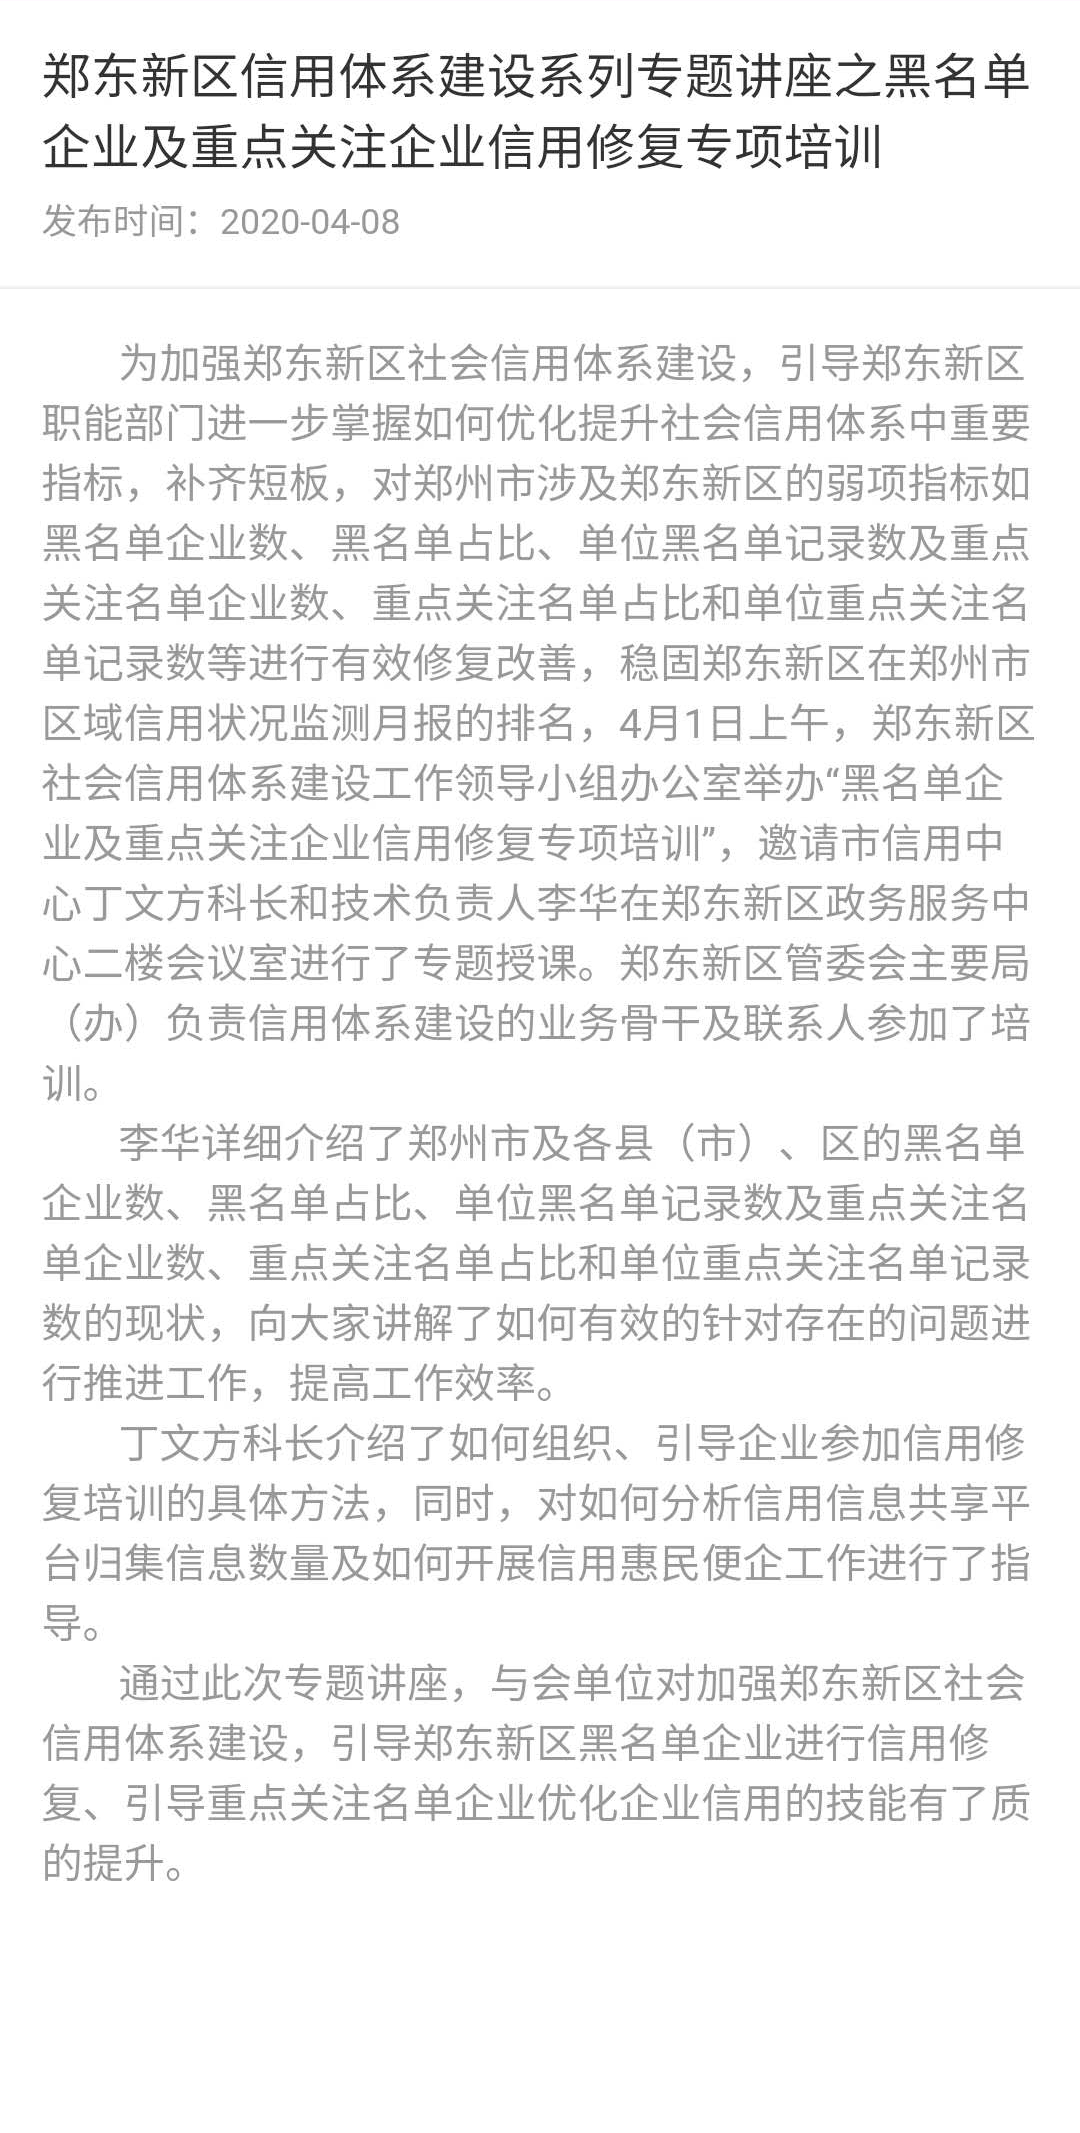 郑东新区信用体系建设系列专题讲座之黑名单
企业及重点关注企业信用修复专项培训
发布时间：2020-04-08
为加强郑东新区社会信用体系建设，引导郑东新区
职能部门进一步掌握如何优化提升社会信用体系中重要
指标，补齐短板，对郑州市涉及郑东新区的弱项指标如
黑名单企业数、黑名单占比、单位黑名单记录数及重点
关注名单企业数、重点关注名单占比和单位重点关注名
单记录数等进行有效修复改善，稳固郑东新区在郑州市
区域信用状况监测月报的排名，4月1日上午，郑东新区
社会信用体系建设工作领导小组办公室举办“黑名单企
业及重点关注企业信用修复专项培训”，邀请市信用中
心丁文方科长和技术负责人李华在郑东新区政务服务中
心二楼会议室进行了专题授课。郑东新区管委会主要局
（办）负责信用体系建设的业务骨干及联系人参加了培
训。
李华详细介绍了郑州市及各县（市）、区的黑名单
企业数、黑名单占比、单位黑名单记录数及重点关注名
单企业数、重点关注名单占比和单位重点关注名单记录
数的现状，向大家讲解了如何有效的针对存在的问题进
行推进工作，提高工作效率。
丁文方科长介绍了如何组织、引导企业参加信用修
复培训的具体方法，同时，对如何分析信用信息共享平
台归集信息数量及如何开展信用惠民便企工作进行了指
导。
通过此次专题讲座，与会单位对加强郑东新区社会
信用体系建设，引导郑东新区黑名单企业进行信用修
复、引导重点关注名单企业优化企业信用的技能有了质
的提升。